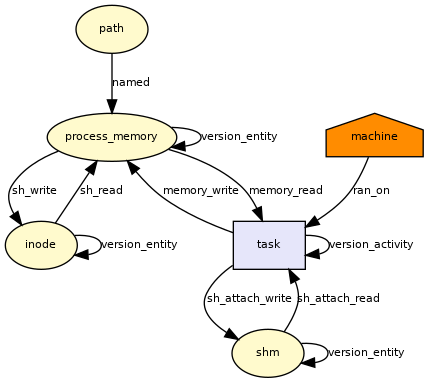 path
named
process_memory
version_entity
machine
sh_write
sh_read
memory_write
memory_read
ran_on
inode
version_entity
task
version_activity
sh_attach_write
sh_attach_read
shm
version_entity